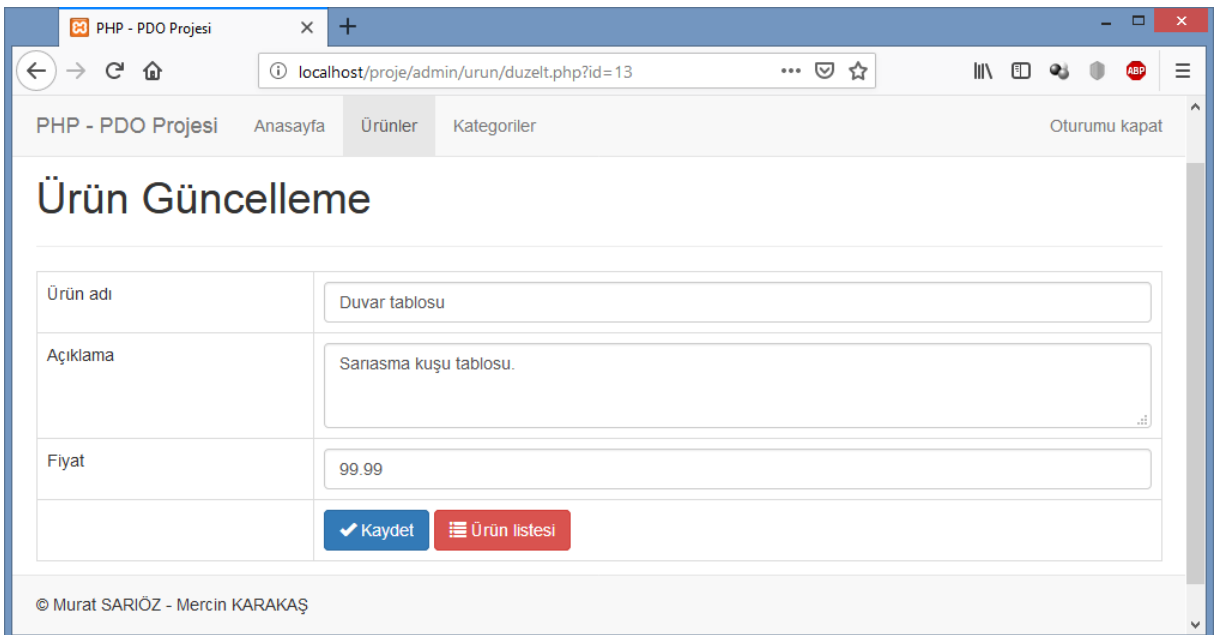 PHP - PDO Projesi
localhost/proje/admin/urun/duzelt.php?id=13
ABP
PHP - PDO Projesi Anasayfa Ürünler Kategoriler Oturumu kapat
Ürün Güncelleme
Ürün adı Duvar tablosu
Açıklama Sarıasma kuşu tablosu.
Fiyat 99.99
Kaydet Ürün listesi
© Murat SARIÖZ - Mercin KARAKAŞ